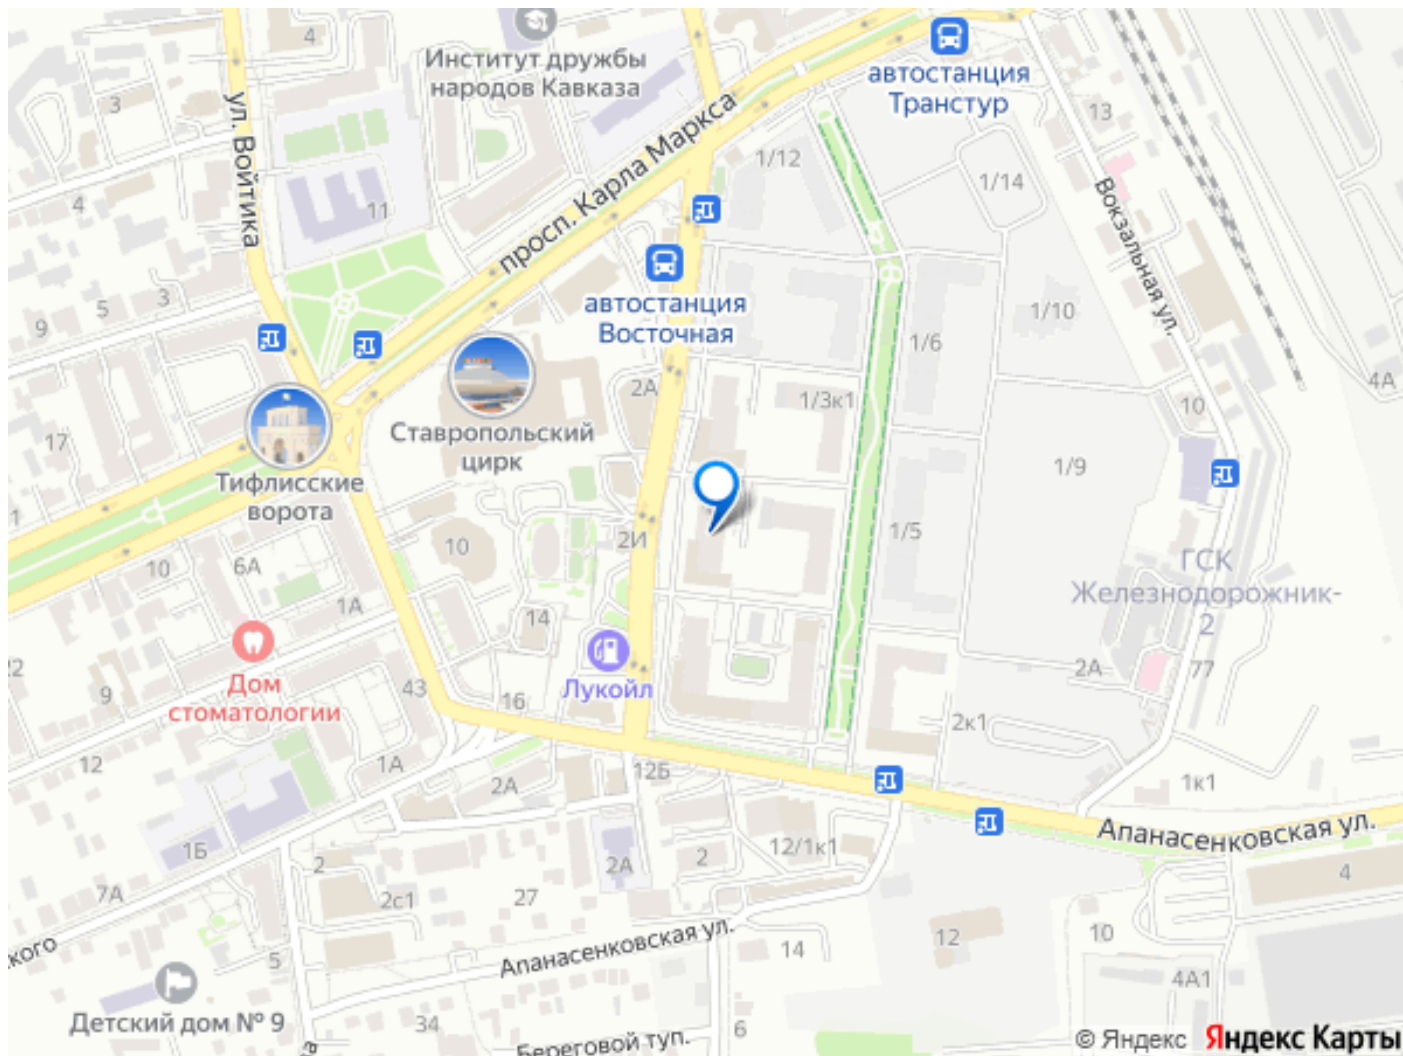 4
Институт дружбы
народов Кавказа
автостанция
Транстур
3
ул. Войтика
просп. Карла Маркса
13
1/12
1/14
4
11
Вокзальная ул.
автостанция
Восточная
3
5
9
1/10
1/6
4А
2А
1/3к1
10
Ставропольский
цирк
17
1/9
Тифлисские
ворота
1
2И
1/5
10
6А
10
ГСК
Железнодорожник-
2
1А
14
22
Дом
стоматологии
Лукойл
9
43
16
2А
77
2к1
12
1А
2А
12Б
1к1
Апанасенковская ул.
1Б
2
2А
2
12/1к1
4
7А
2с1
27
кого
Апанасенковская ул.
14
12
10
5
4А1
Детский дом № 9
34
Береговой туп.
6
а
© Яндекс Яндекс Карты